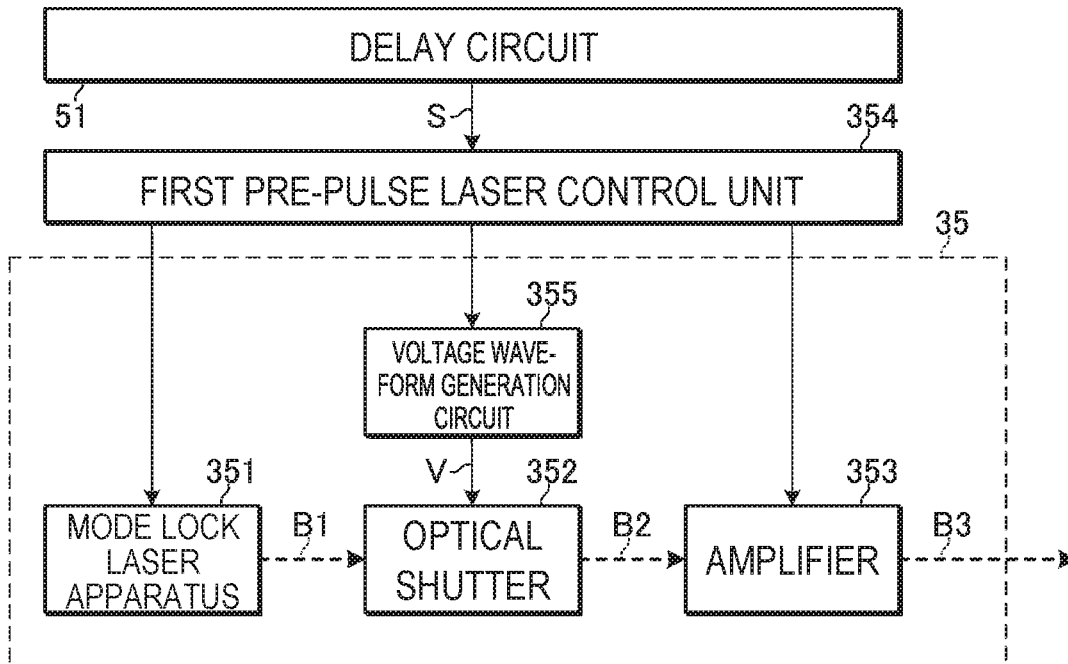 DELAY CIRCUIT
51
S
354
FIRST PRE-PULSE LASER CONTROL UNIT
35
355
VOLTAGE WAVE-
FORM GENERATION
CIRCUIT
V
351
352
353
MODE LOCK
LASER
APPARATUS
B1
OPTICAL
SHUTTER
B2
AMPLIFIER
B3